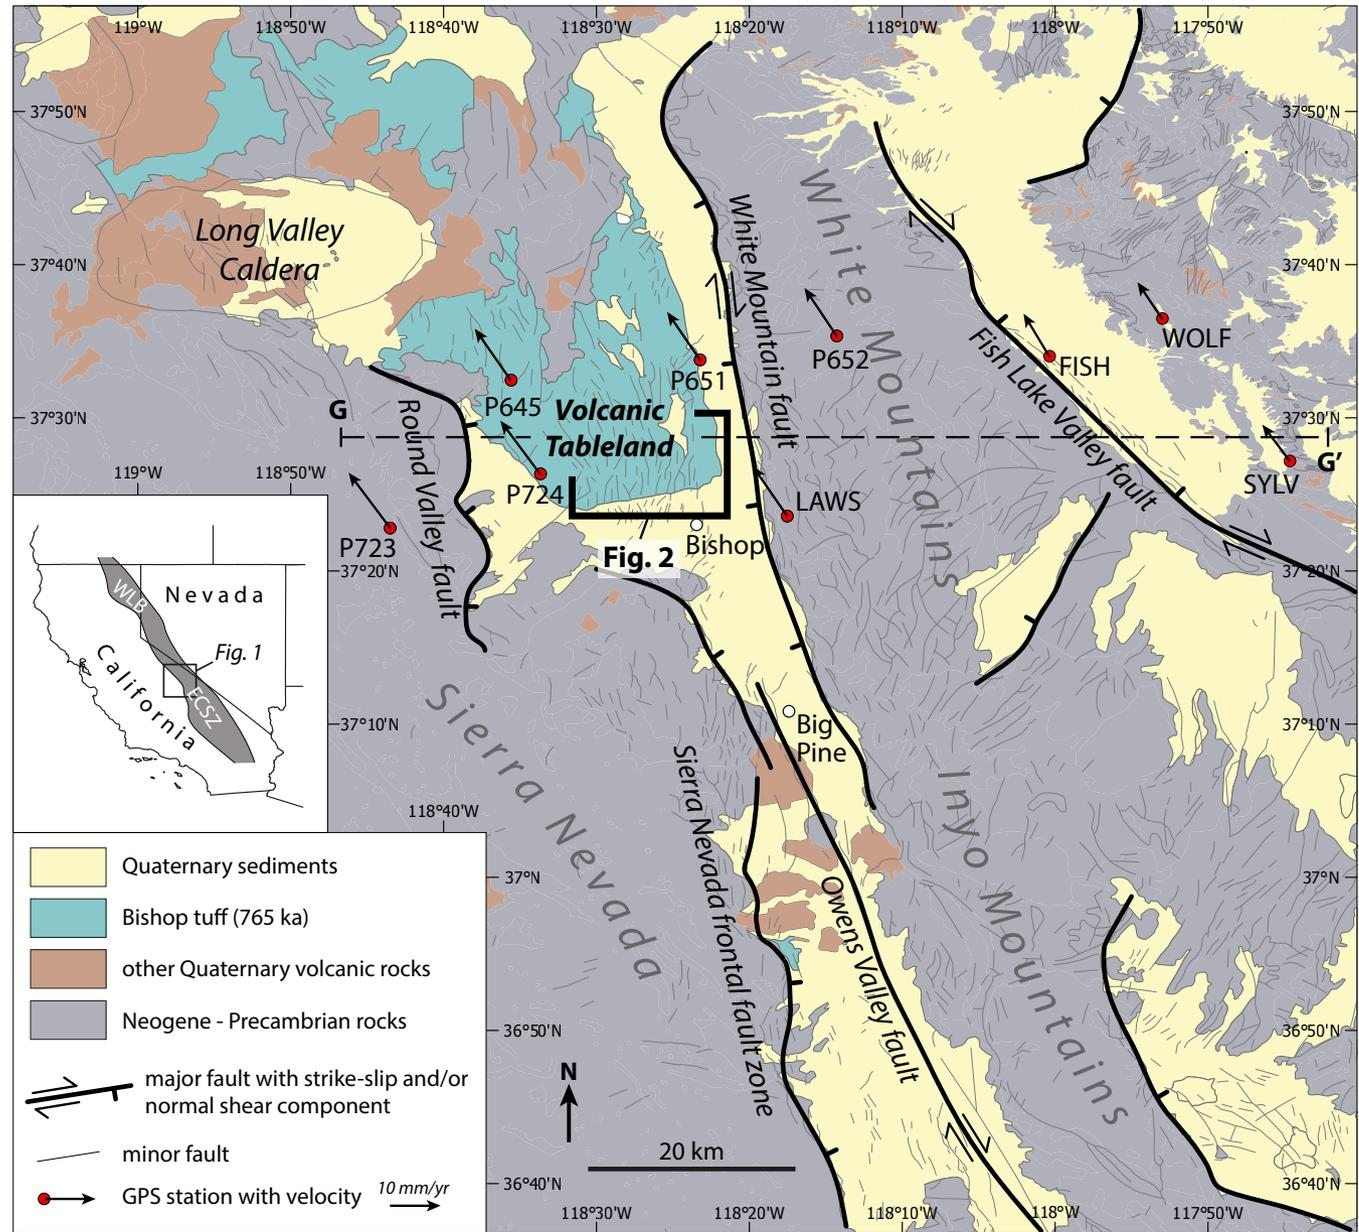 119°W
118°50'W
118°40'W
118°30'W
118°20'W
118°10'W
118°W
117°50'W
37°50'N
37°50'N
Long Valley
Caldera
White Mountain fault
White Mountains
37°40'N
37°40'N
WOLF
P652
FISH
Fish Lake Valley fault
P651
P645
Volcanic
Tableland
37°30'N
37°30'N
G
G’
Round Valley fault
119°W
118°50'W
P724
LAWS
SYLV
P723
Bishop
Fig. 2
37°20'N
37°20'N
WLB
Nevada
Fig. 1
California
ECSZ
37°10'N
37°10'N
Big
Pine
Sierra Nevada
Sierra Nevada frontal fault zone
Inyo Mountains
118°40'W
Quaternary sediments
37°N
37°N
Owens Valley fault
Bishop tuff (765 ka)
other Quaternary volcanic rocks
Neogene - Precambrian rocks
36°50'N
36°50'N
major fault with strike-slip and/or
normal shear component
N
minor fault
20 km
GPS station with velocity
10 mm/yr
36°40'N
36°40'N
118°30'W
118°20'W
118°10'W
118°W
117°50'W